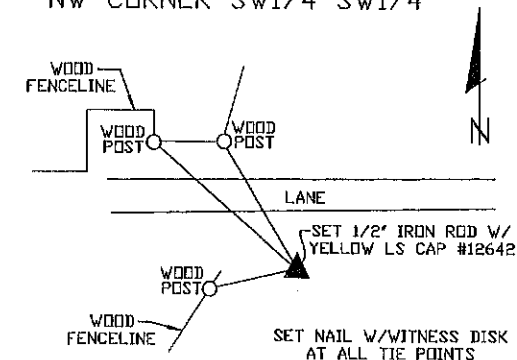 NW CORNER SW1/4 SW1/4
WOOD
FENCELINE
N
WOOD
POST
WOOD
POST
LANE
SET 1/2" IRON ROD W/
YELLOW LS CAP #12642
WOOD
POST
WOOD
FENCELINE
SET NAIL W/WITNESS DISK
AT ALL TIE POINTS